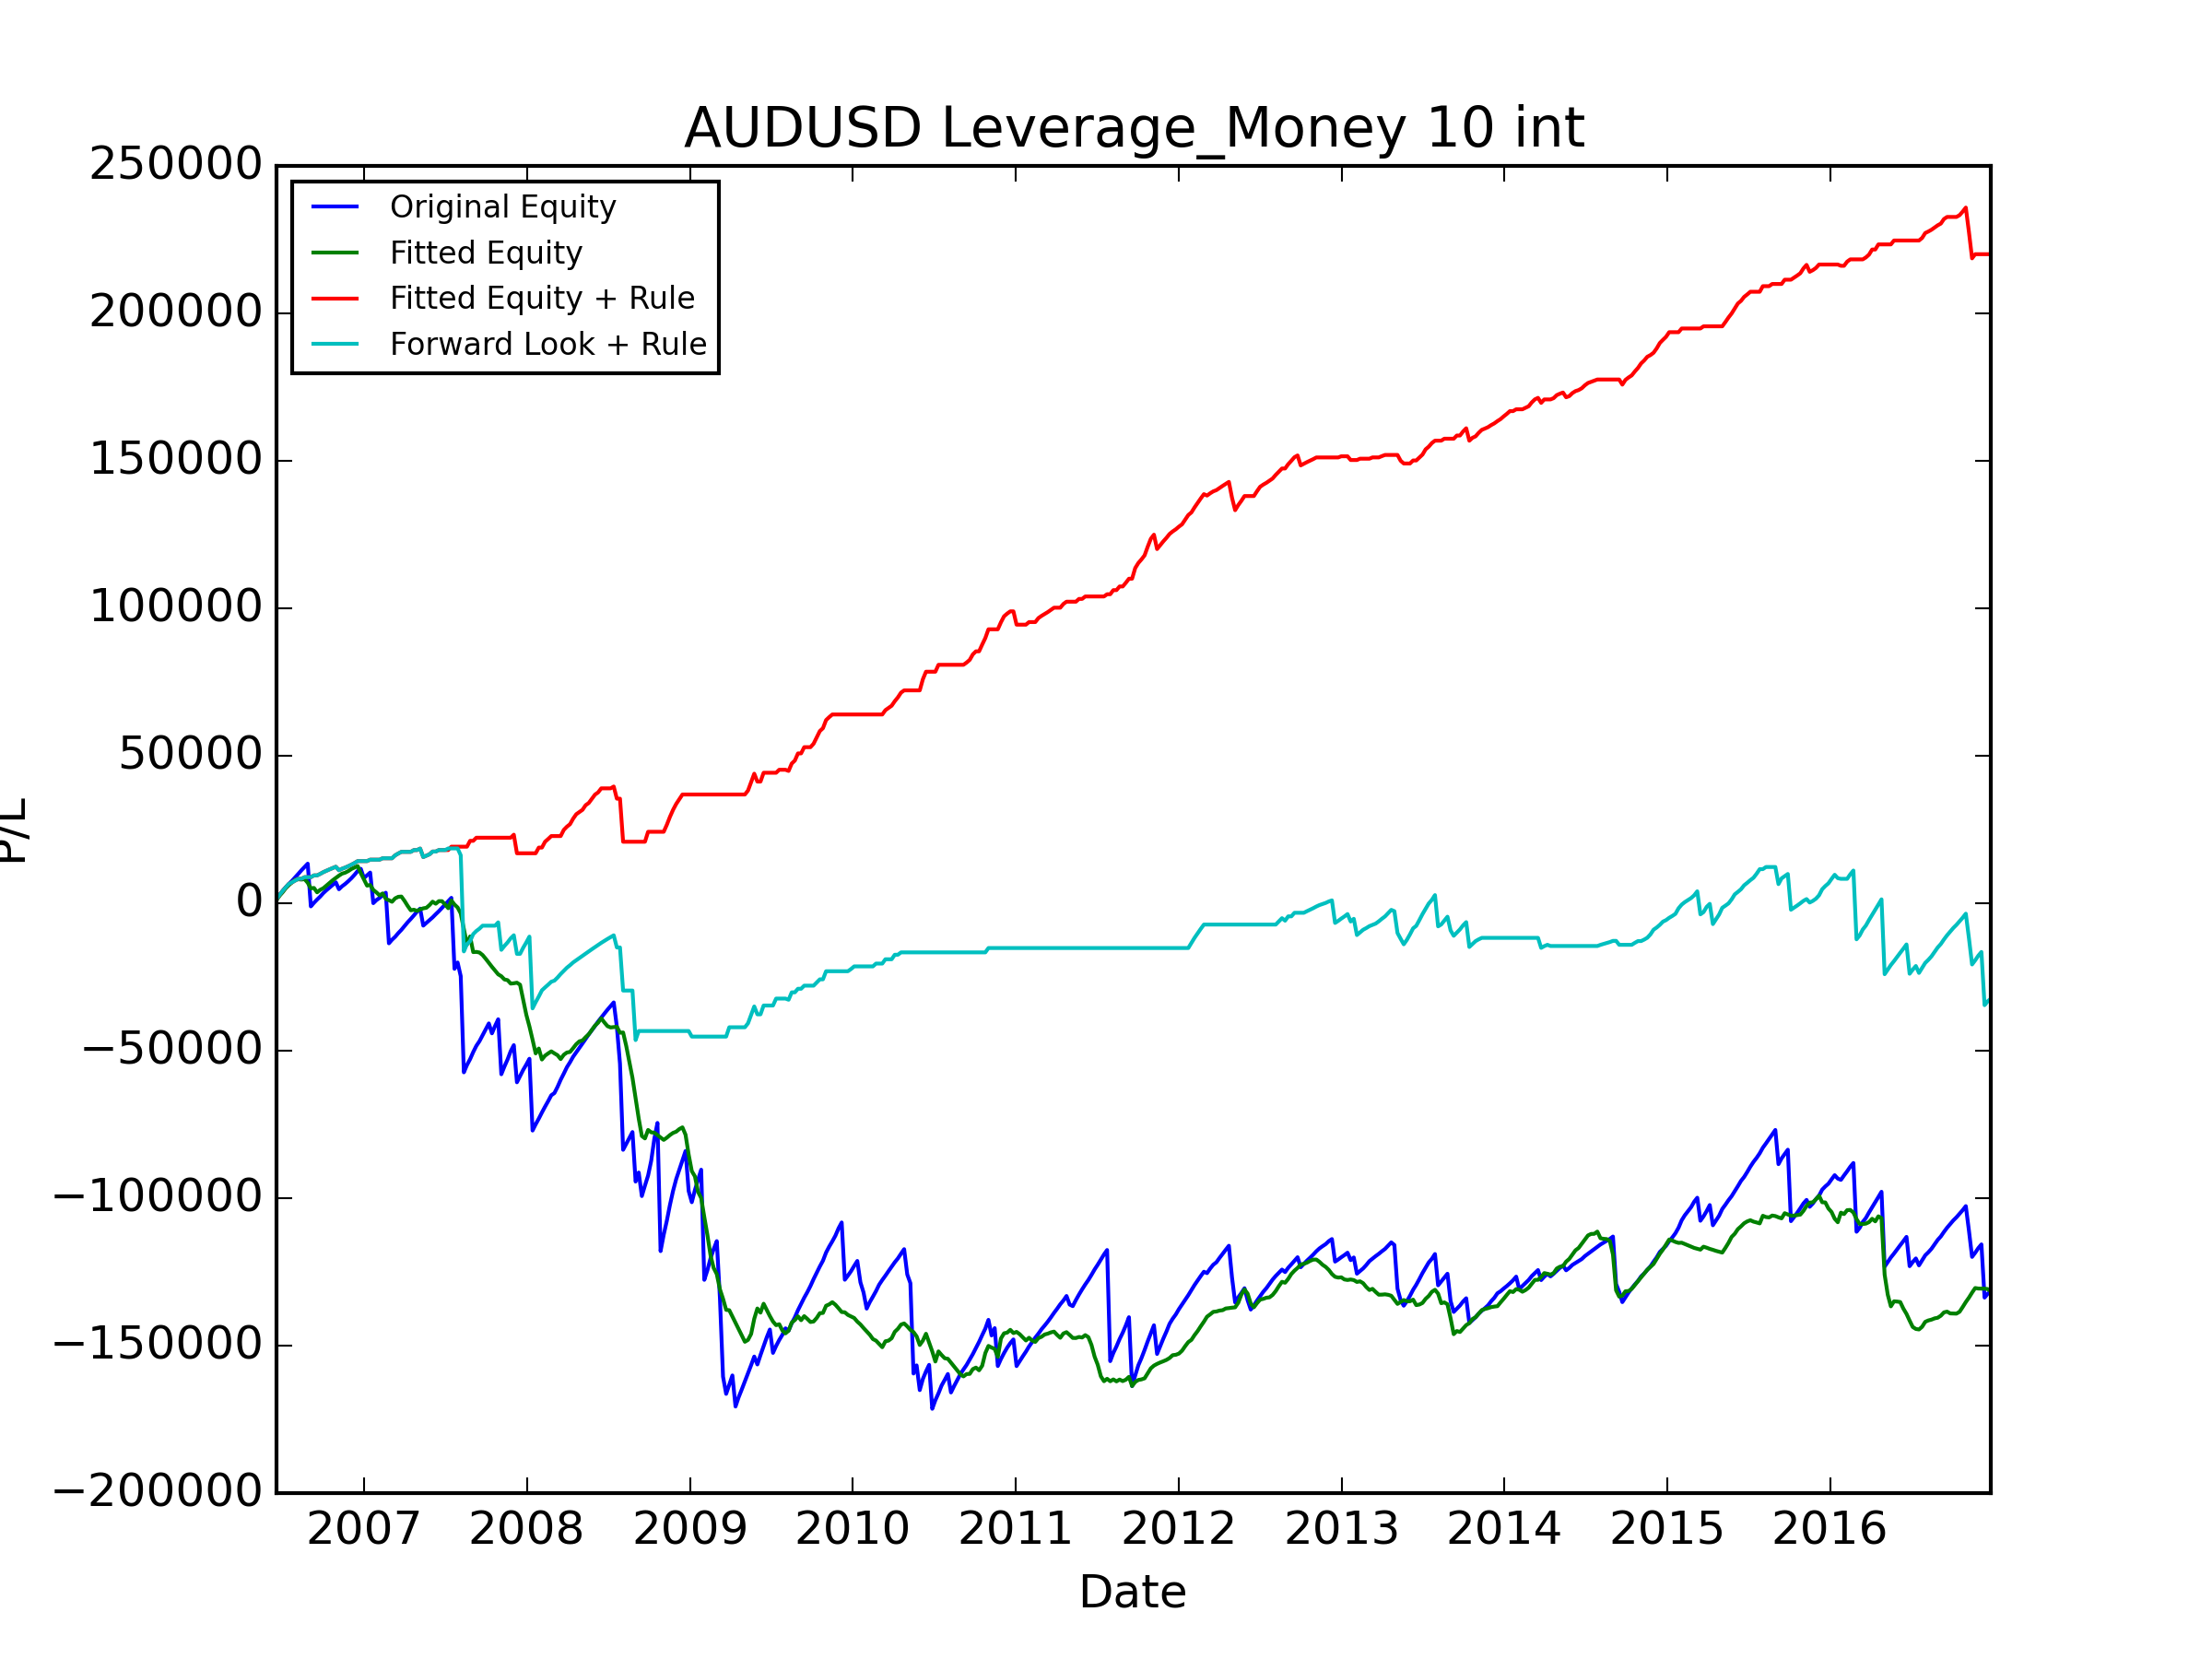 AUDUSD Leverage_Money 10 int
250000
200000
150000
100000
50000
0
−50000
−100000
−150000
−200000
P/L
Original Equity
Fitted Equity
Fitted Equity + Rule
Forward Look + Rule
2007 2008 2009 2010 2011 2012 2013 2014 2015 2016
Date